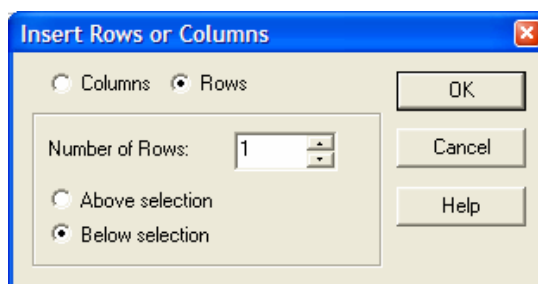 Insert Rows or Columns
Columns Rows
OK
Number of Rows: 1
Cancel
Above selection
Help
Below selection